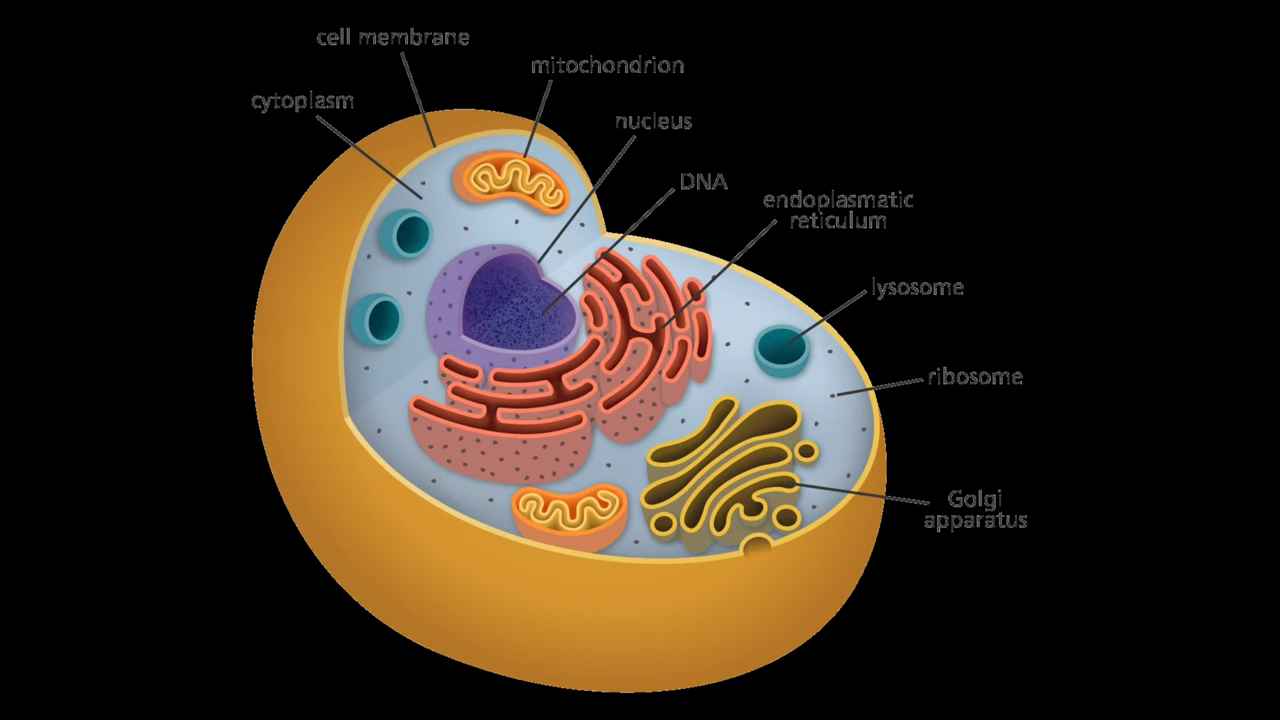 cell membrane
mitochondrion
cytoplasm
nucleus
DNA
endoplasmatic
reticulum
lysosome
ribosome
Golgi
apparatus